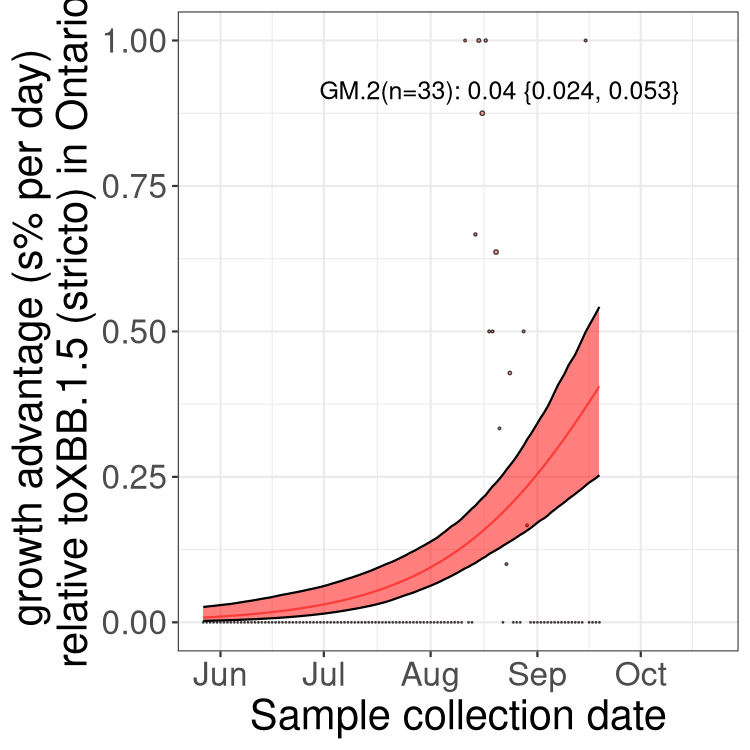 growth advantage (s% per day)
relative toXBB.1.5 (stricto) in Ontario
1.00
GM.2(n=33): 0.04 {0.024, 0.053}
0.75
0.50
0.25
0.00
Jun Jul Aug Sep Oct
Sample collection date